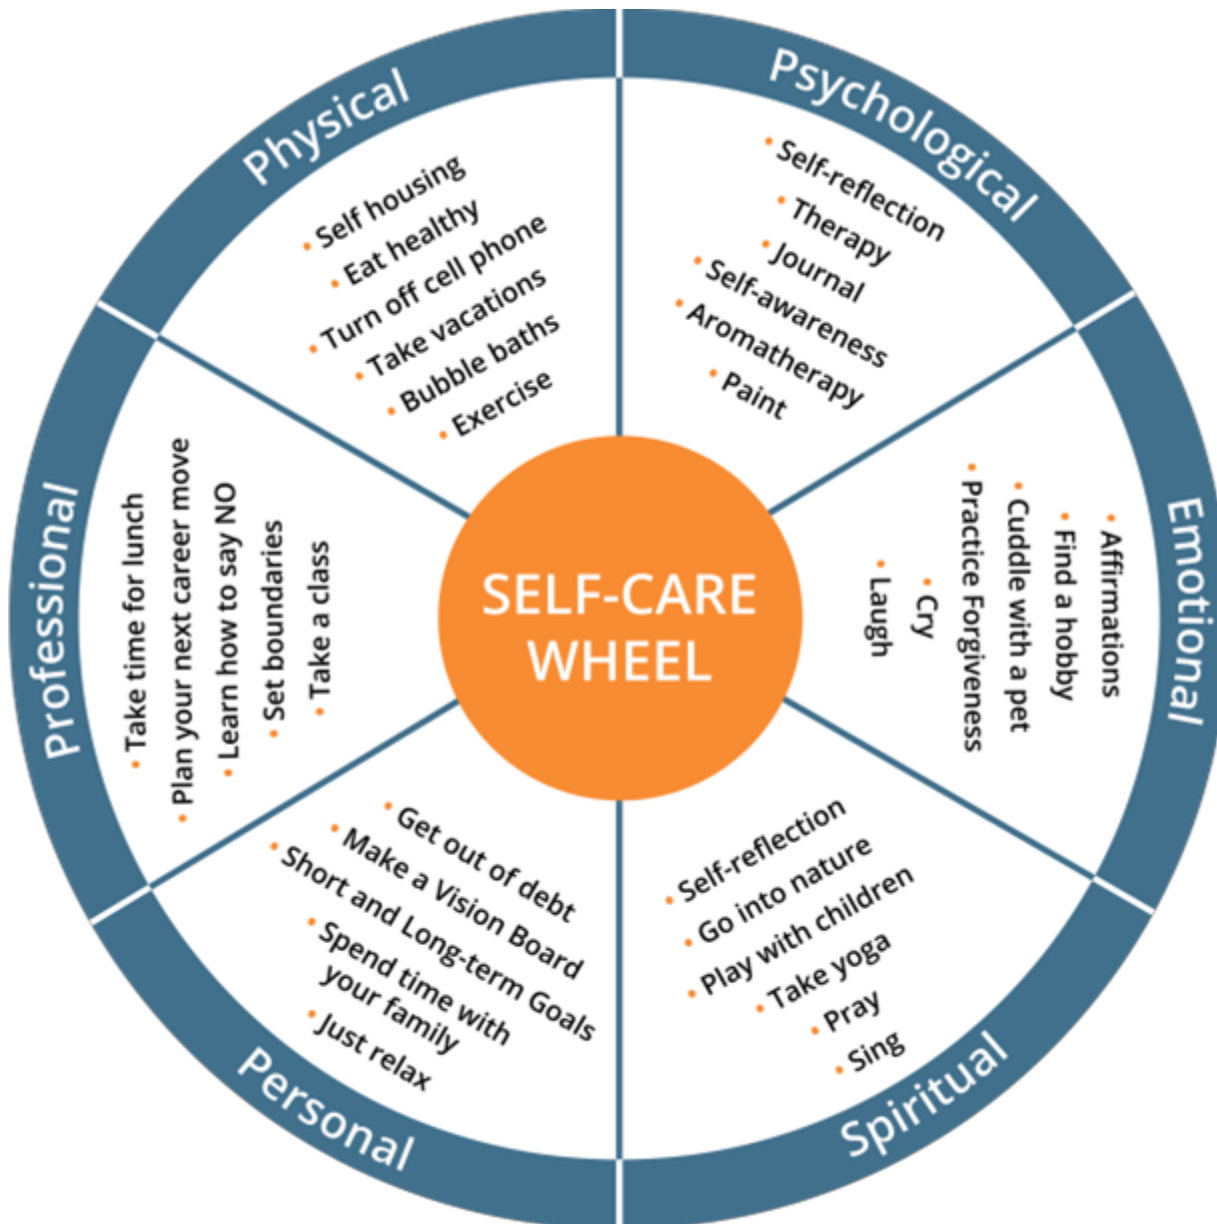 SELF-CARE
WHEEL
Physical
• Self housing
• Eat healthy
• Turn off cell phone
• Take vacations
• Bubble baths
• Exercise
Psychological
• Self-reflection
• Therapy
• Journal
• Self-awareness
• Aromatherapy
• Paint
Emotional
• Affirmations
• Find a hobby
• Cuddle with a pet
• Practice Forgiveness
• Cry
• Laugh
Spiritual
• Self-reflection
• Go into nature
• Play with children
• Take yoga
• Pray
• Sing
Personal
• Get out of debt
• Make a Vision Board
• Short and Long-term Goals
• Spend time with
your family
• Just relax
Professional
• Take time for lunch
• Plan your next career move
• Learn how to say NO
• Set boundaries
• Take a class